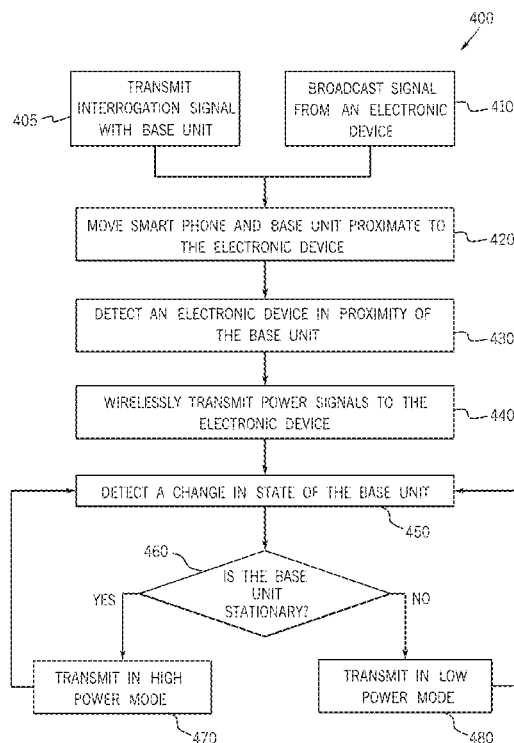 400
TRANSMIT
INTERROGATION SIGNAL
WITH BASE UNIT
405
BROADCAST SIGNAL
FROM AN ELECTRONIC
DEVICE
410
MOVE SMART PHONE AND BASE UNIT PROXIMATE TO
THE ELECTRONIC DEVICE
420
DETECT AN ELECTRONIC DEVICE IN PROXIMITY OF
THE BASE UNIT
430
WIRELESSLY TRANSMIT POWER SIGNALS TO THE
ELECTRONIC DEVICE
440
DETECT A CHANGE IN STATE OF THE BASE UNIT
450
460
IS THE BASE
UNIT
STATIONARY?
YES
NO
TRANSMIT IN HIGH
POWER MODE
470
TRANSMIT IN LOW
POWER MODE
480